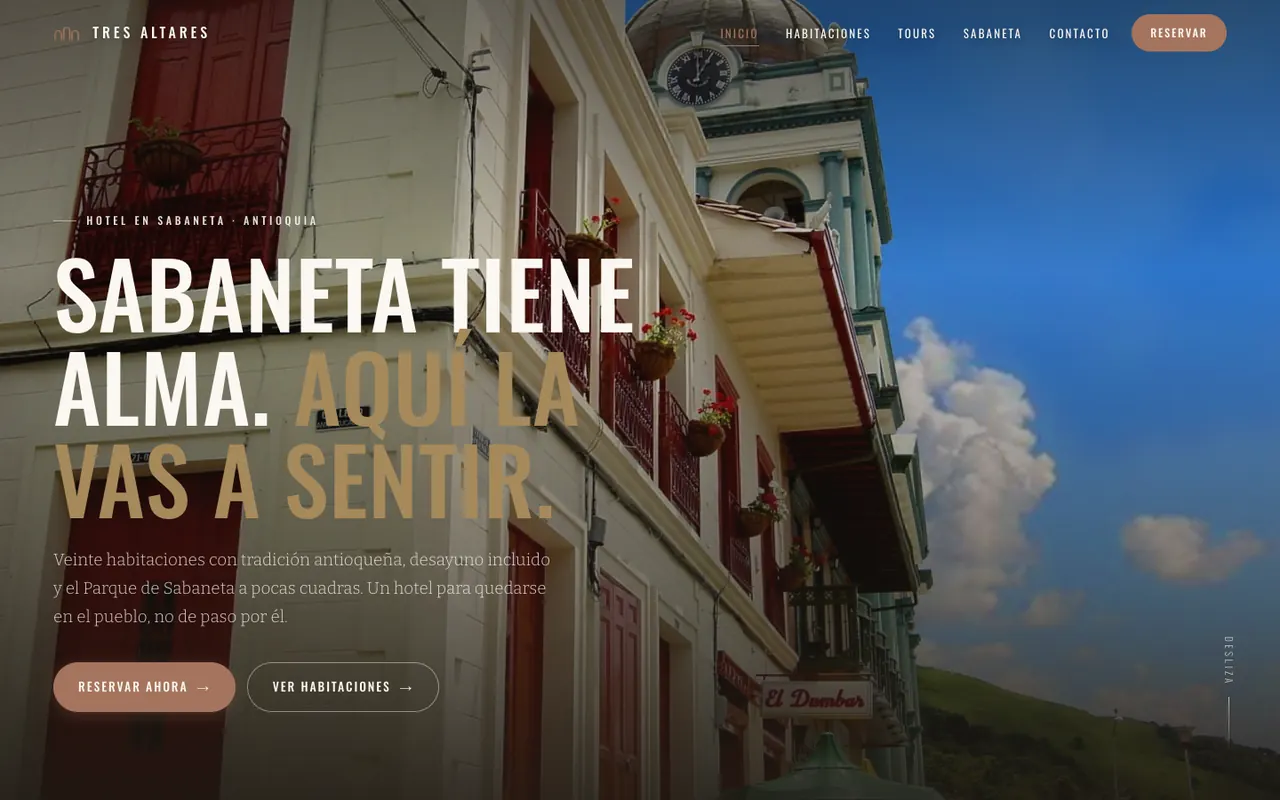 TRES ALTARES
INICIO HABITACIONES TOURS SABANETA CONTACTO RESERVAR
HOTEL EN SABANETA · ANTIOQUIA
SABANETA TIENE
ALMA. AQUÍ LA
VAS A SENTIR.
Veinte habitaciones con tradición antioqueña, desayuno incluido
y el Parque de Sabaneta a pocas cuadras. Un hotel para quedarse
en el pueblo, no de paso por él.
RESERVAR AHORA →
VER HABITACIONES →
DESLIZA
El Dumbar